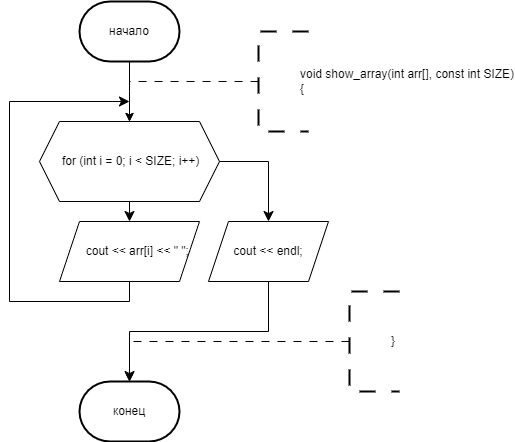 начало
void show_array(int arr[], const int SIZE)
{
for (int i = 0; i < SIZE; i++)
cout << arr[i] << " ";
cout << endl;
}
конец